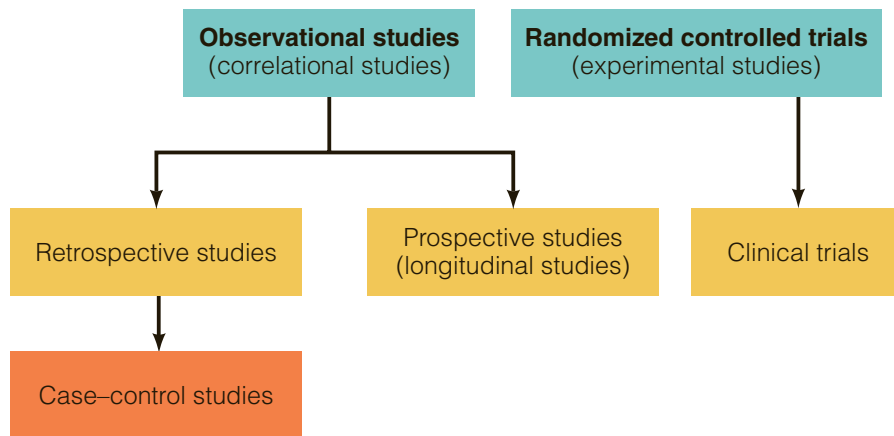 Observational studies
(correlational studies)
Randomized controlled trials
(experimental studies)
Retrospective studies
Prospective studies
(longitudinal studies)
Clinical trials
Case–control studies